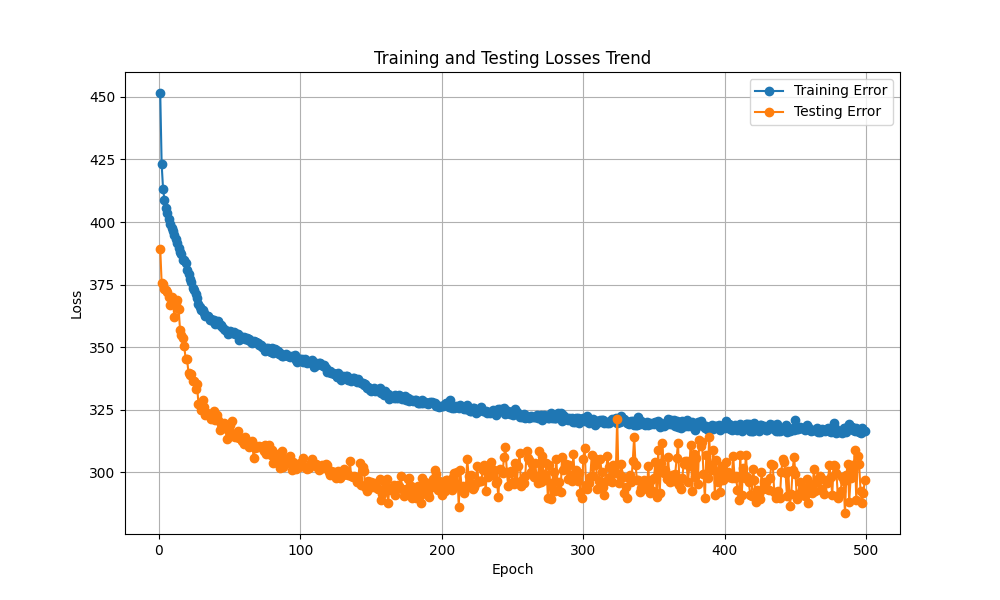 Training and Testing Losses Trend
Training Error
Testing Error
450
425
400
375
350
325
300
Loss
0 100 200 300 400 500
Epoch